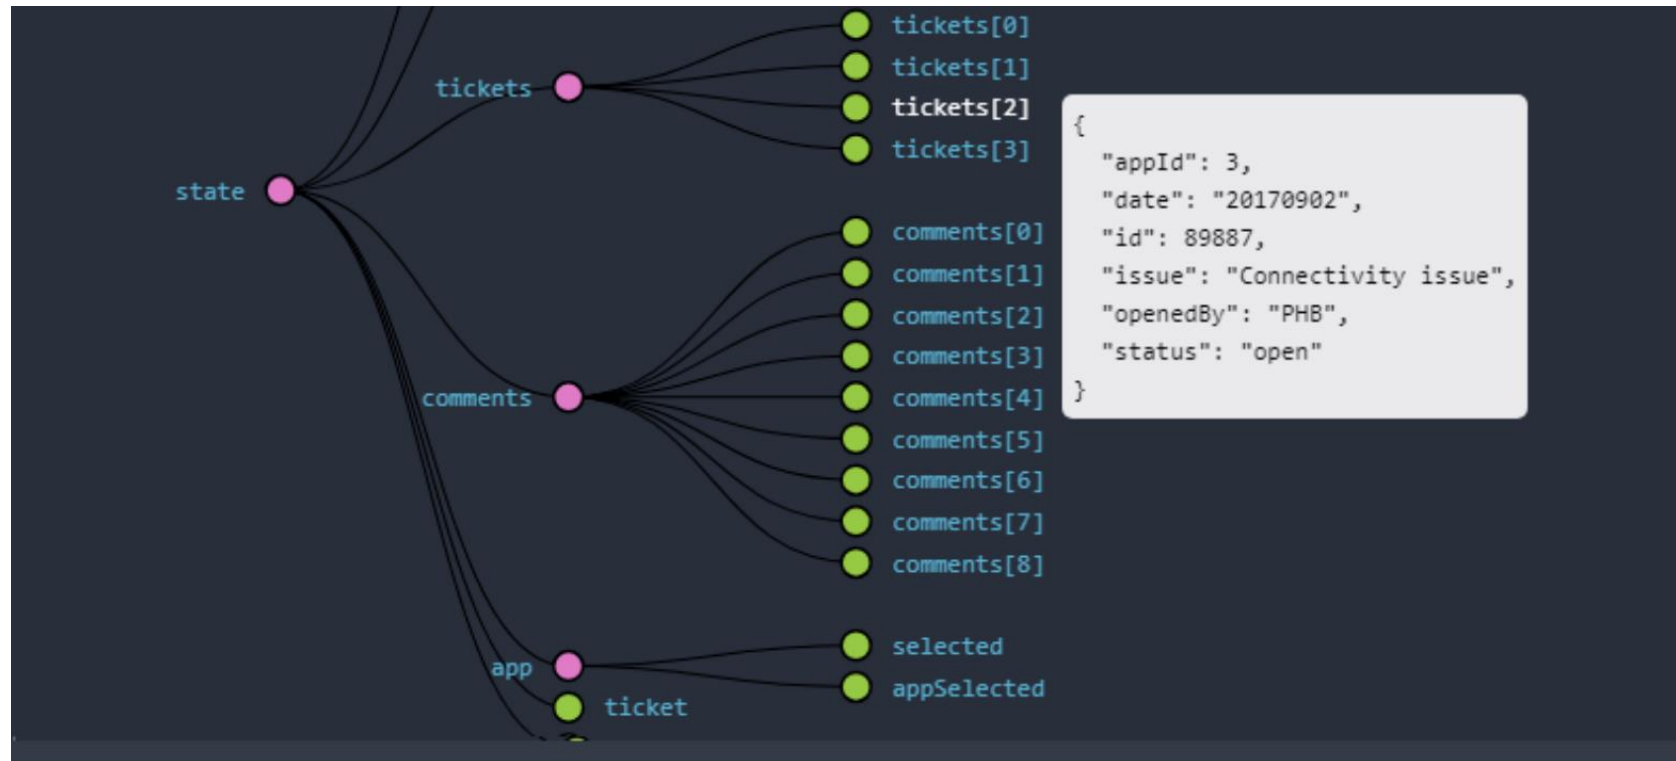 tickets[0]
tickets[1]
tickets
tickets[2]
tickets[3]
state
{
  "appId": 3,
  "date": "20170902",
  "id": 89887,
  "issue": "Connectivity issue",
  "openedBy": "PHB",
  "status": "open"
}
comments[0]
comments[1]
comments[2]
comments[3]
comments
comments[4]
comments[5]
comments[6]
comments[7]
comments[8]
selected
app
appSelected
ticket